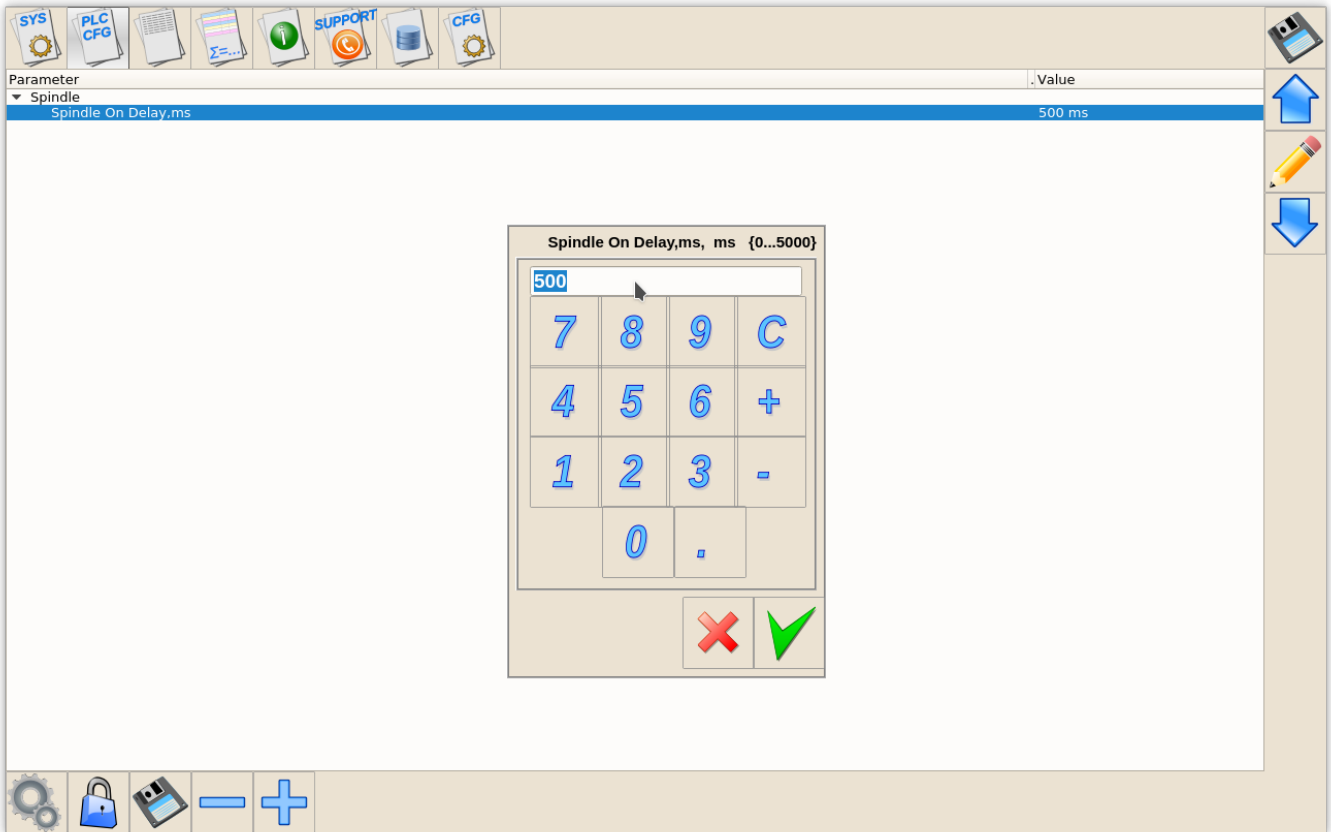 SYS
PLC
CFG
Σ=...
i
SUPPORT
CFG
Parameter . Value
Spindle
Spindle On Delay,ms 500 ms
Spindle On Delay,ms, ms {0...5000}
500
7 8 9 C
4 5 6 +
1 2 3 -
0 .